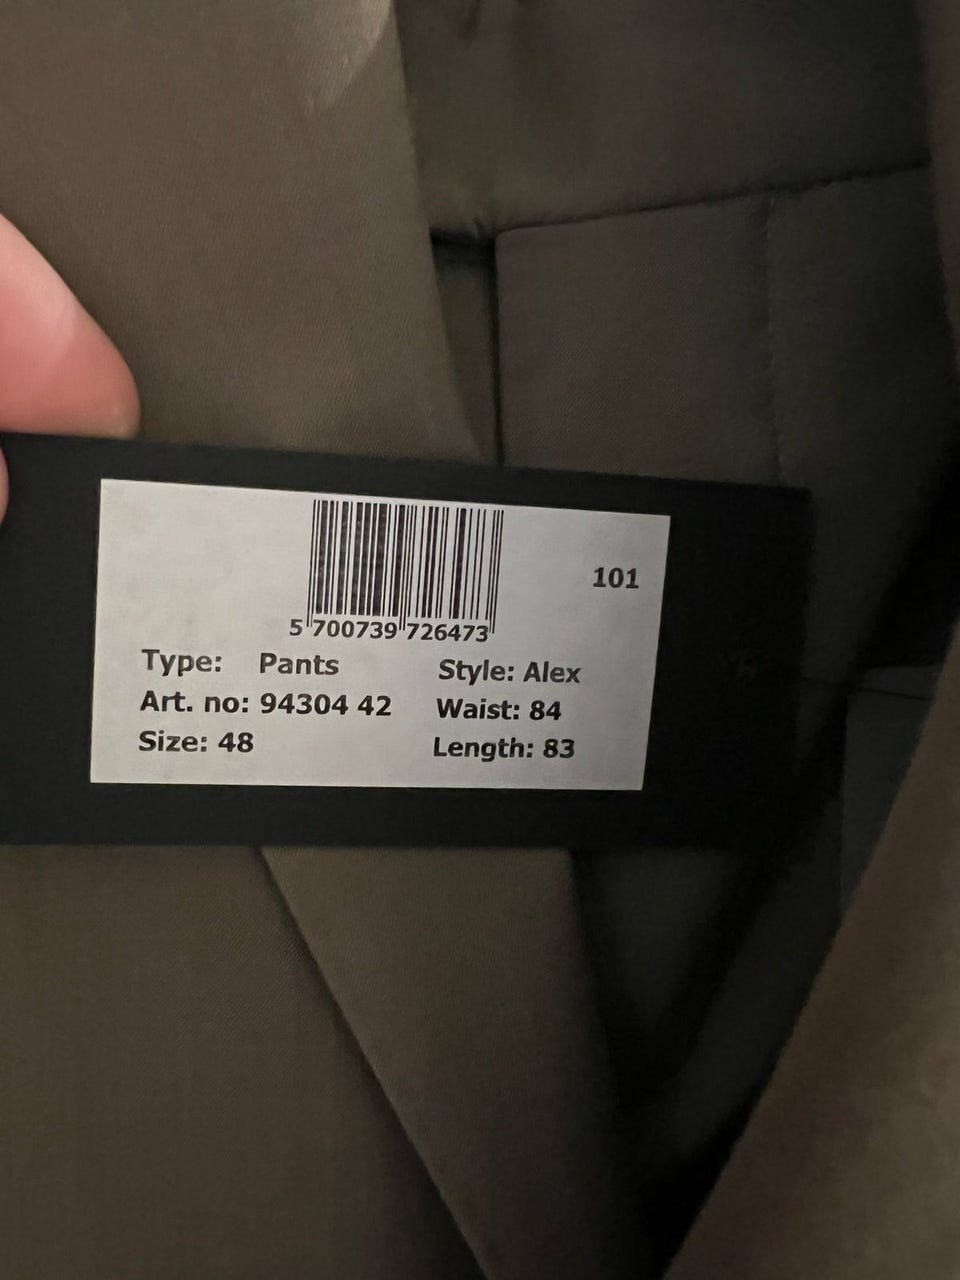 101
5 700739 726473
Type: Pants Style: Alex
Art. no: 94304 42 Waist: 84
Size: 48 Length: 83